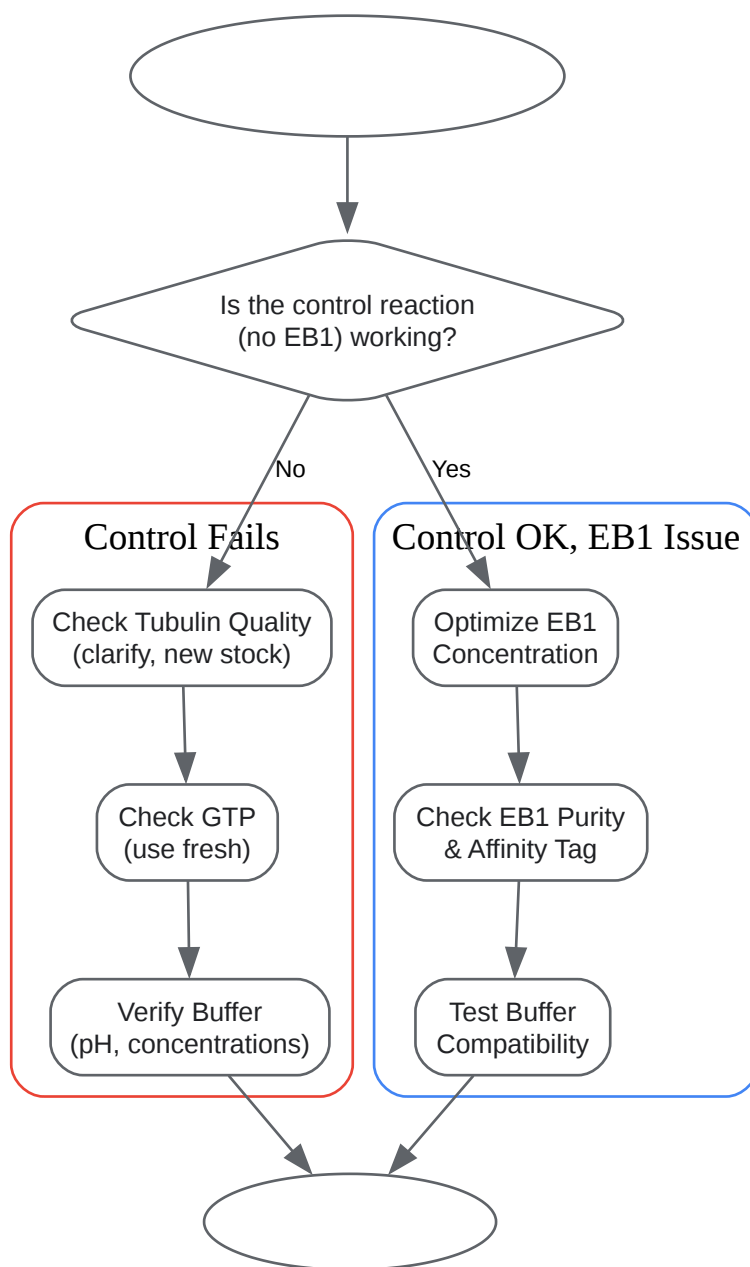 Is the control reaction
(no EB1) working?
No
Yes
Control Fails
Check Tubulin Quality
(clarify, new stock)
Check GTP
(use fresh)
Verify Buffer
(pH, concentrations)
Control OK, EB1 Issue
Optimize EB1
Concentration
Check EB1 Purity
& Affinity Tag
Test Buffer
Compatibility